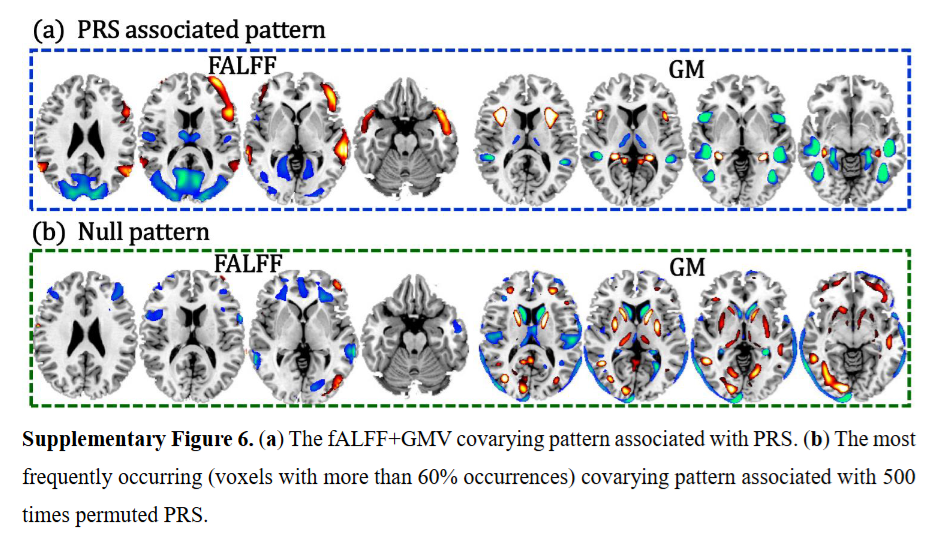 (a) PRS associated pattern
FALFF
GM
(b) Null pattern
FALFF
GM
Supplementary Figure 6. (a) The fALFF+GMV covarying pattern associated with PRS. (b) The most
frequently occurring (voxels with more than 60% occurrences) covarying pattern associated with 500
times permuted PRS.